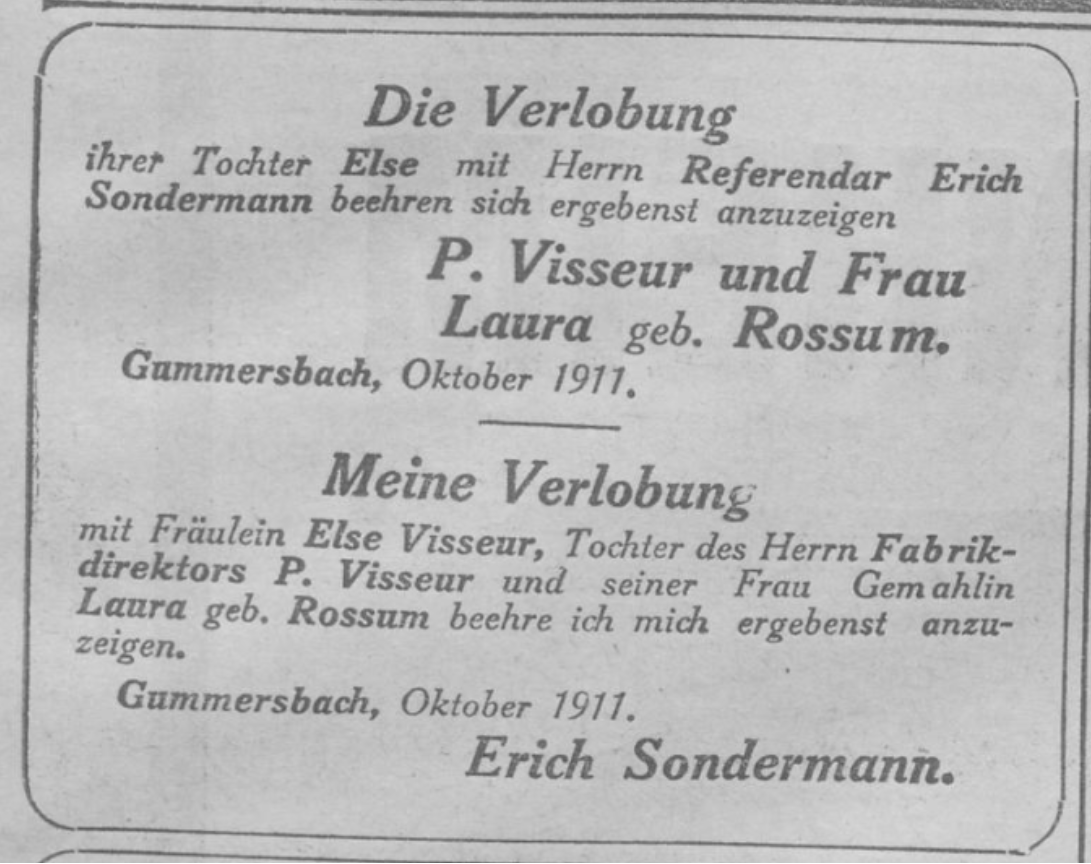 Die Verlobung
ihrer Tochter Else mit Herrn Referendar Erich
Sondermann beehren sich ergebenst anzuzeigen
P. Visseur und Frau
Laura geb. Rossum.
Gummersbach, Oktober 1911.
Meine Verlobung
mit Fräulein Else Visseur, Tochter des Herrn Fabrik-
direktors P. Visseur und seiner Frau Gemahlin
Laura geb. Rossum beehre ich mich ergebenst anzu-
zeigen.
Gummersbach, Oktober 1911.
Erich Sondermann.